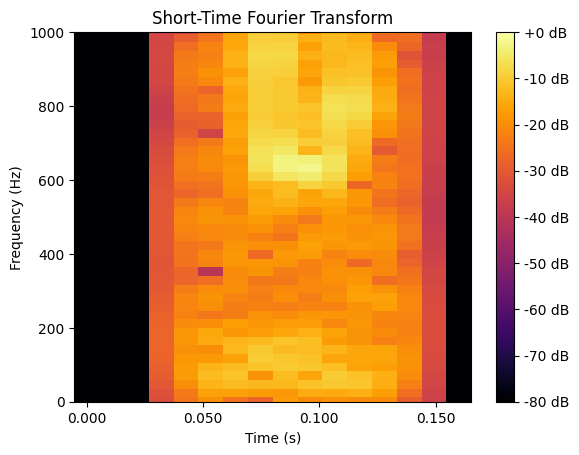 Short-Time Fourier Transform
1000
800
600
400
200
0
Frequency (Hz)
0.000
0.050
0.100
0.150
Time (s)
+0 dB
-10 dB
-20 dB
-30 dB
-40 dB
-50 dB
-60 dB
-70 dB
-80 dB